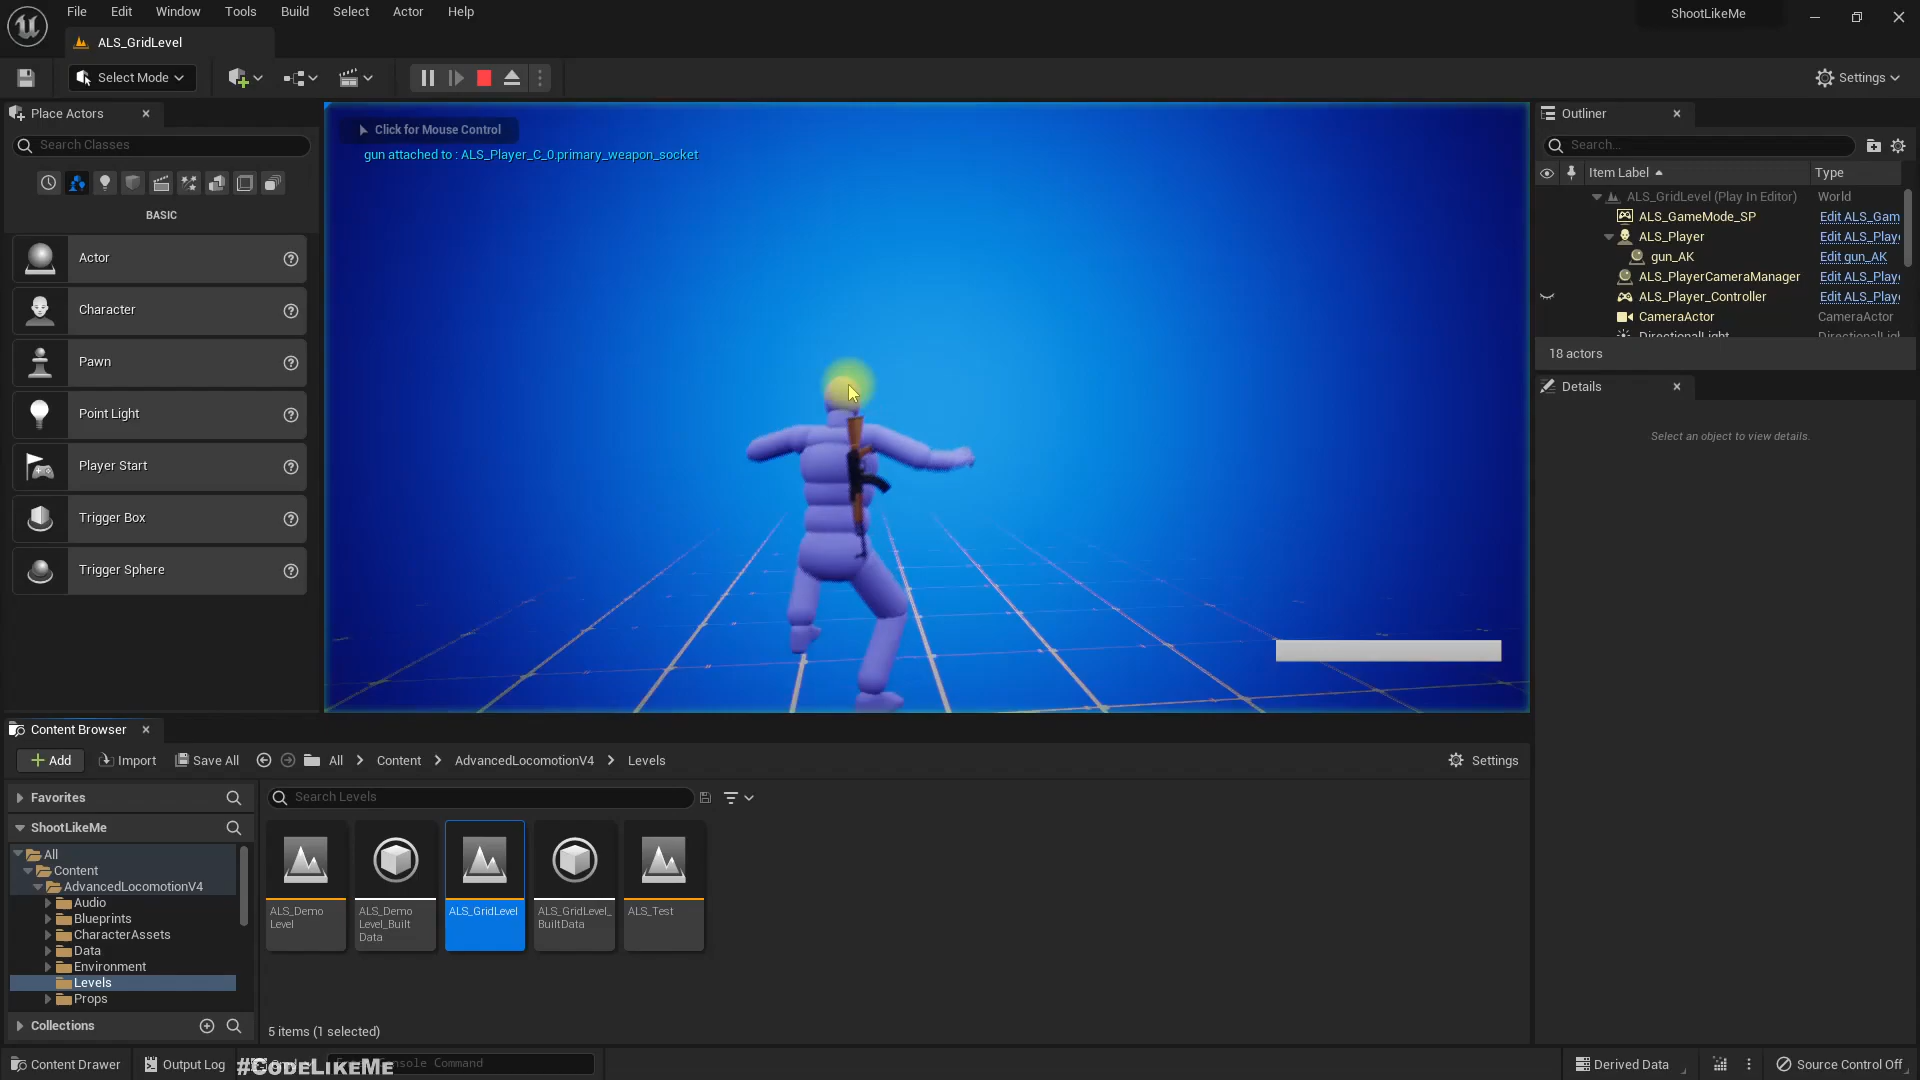 File Edit Window Tools Build Select Actor Help
ShootLikeMe
ALS_GridLevel
Select Mode
Settings
Place Actors
Search Classes
BASIC
Actor
Character
Pawn
Point Light
Player Start
Trigger Box
Trigger Sphere
Click for Mouse Control
gun attached to : ALS_Player_C_0.primary_weapon_socket
Outliner
Search...
Item Label Type
ALS_GridLevel (Play In Editor) World
ALS_GameMode_SP Edit ALS_Gam
ALS_Player Edit ALS_Play
gun_AK Edit gun_AK
ALS_PlayerCameraManager Edit ALS_Play
ALS_Player_Controller Edit ALS_Play
CameraActor CameraActor
DirectionalLight DirectionalLigh
18 actors
Details
Select an object to view details.
Content Browser
Add Import Save All All Content AdvancedLocomotionV4 Levels Settings
Favorites
ShootLikeMe
All
Content
AdvancedLocomotionV4
Audio
Blueprints
CharacterAssets
Data
Environment
Levels
Props
Collections
Search Levels
ALS_Demo
Level
ALS_Demo
Level_Built
Data
ALS_GridLevel
ALS_GridLevel_
BuiltData
ALS_Test
5 items (1 selected)
Content Drawer Output Log Console Command Derived Data Source Control Off
#CODELIKEME